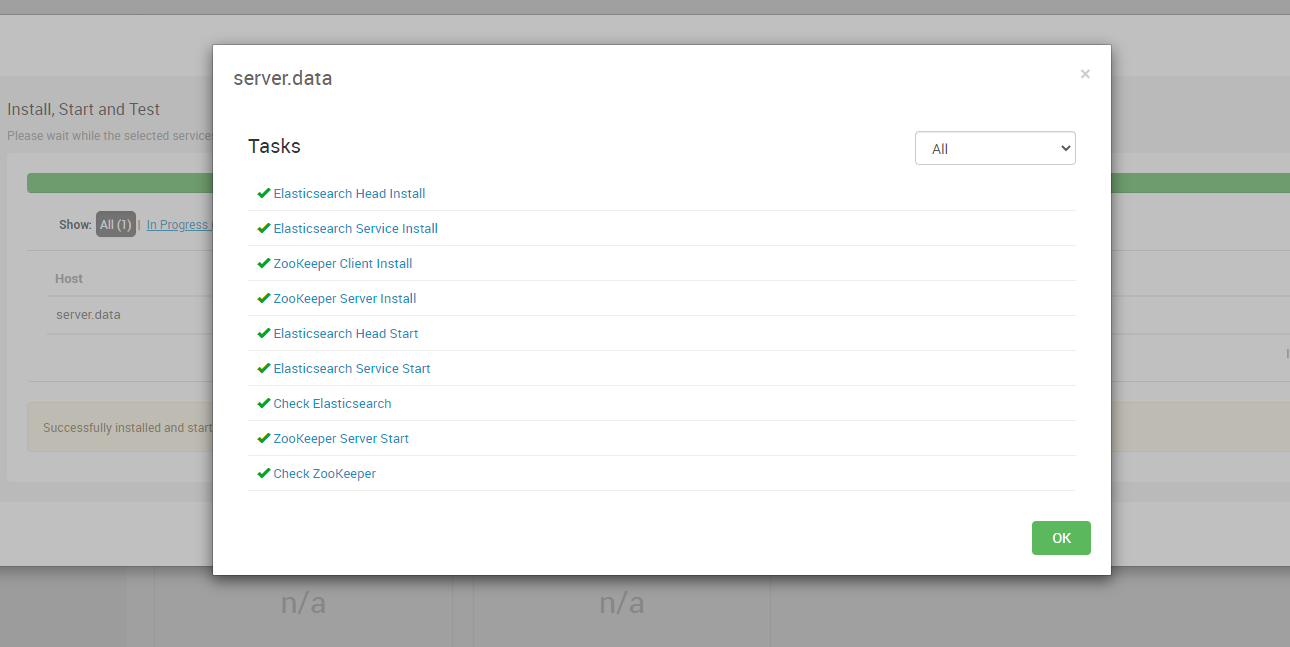 server.data
×
Install, Start and Test
Please wait while the selected services
Tasks
All
Elasticsearch Head Install
Elasticsearch Service Install
Show: All (1) | In Progress
ZooKeeper Client Install
Host
ZooKeeper Server Install
server.data
Elasticsearch Head Start
Elasticsearch Service Start
Check Elasticsearch
Successfully installed and start
ZooKeeper Server Start
Check ZooKeeper
OK
n/a
n/a